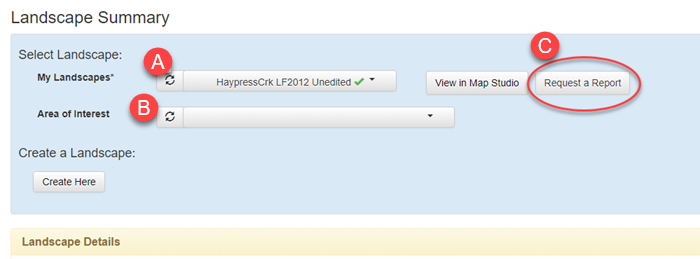 Landscape Summary
C
Select Landscape:
A
My Landscapes* HaypressCrk LF2012 Unedited View in Map Studio Request a Report
B
Area of Interest
Create a Landscape:
Create Here
Landscape Details